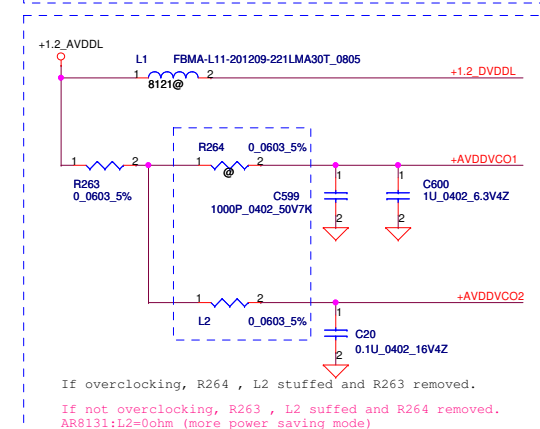 +1.2_AVDDL
L1 FBMA-L11-201209-221LMA30T_0805
1 2
8121@
+1.2_DVDDL
R264 0_0603_5%
1 2 1 2
@
+AVDDVCO1
R263
0_0603_5%
1 1
C599
1000P_0402_50V7K
C600
1U_0402_6.3V4Z
2 2
1 2
+AVDDVCO2
L2 0_0603_5%
1
C20
0.1U_0402_16V4Z
2
If overclocking, R264 , L2 stuffed and R263 removed.
If not overclocking, R263 , L2 suffed and R264 removed.
AR8131:L2=0ohm (more power saving mode)